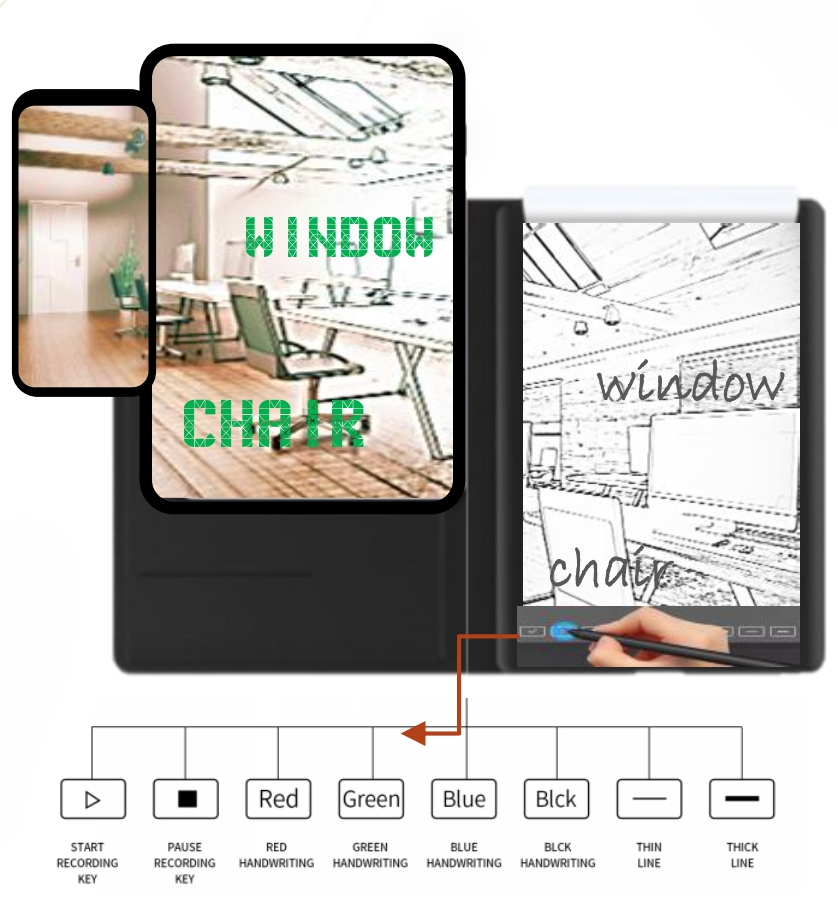 WINDOW
CHAIR
window
chair
Red
Green
Blue
Blck
START
RECORDING
KEY
PAUSE
RECORDING
KEY
RED
HANDWRITING
GREEN
HANDWRITING
BLUE
HANDWRITING
BLCK
HANDWRITING
THIN
LINE
THICK
LINE